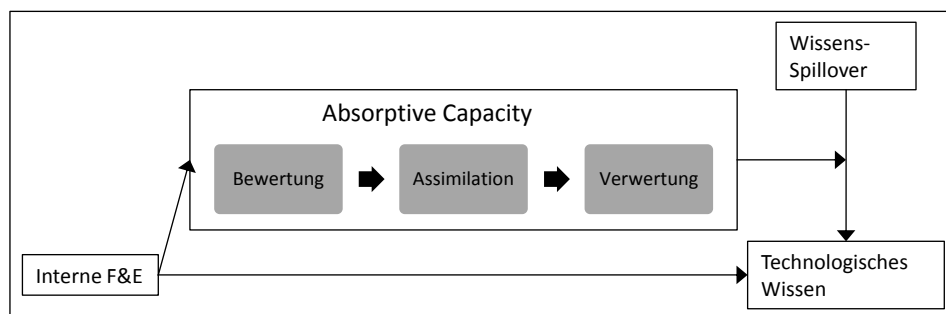 Wissens-
Spillover
Absorptive Capacity
Bewertung
Assimilation
Verwertung
Interne F&E
Technologisches
Wissen